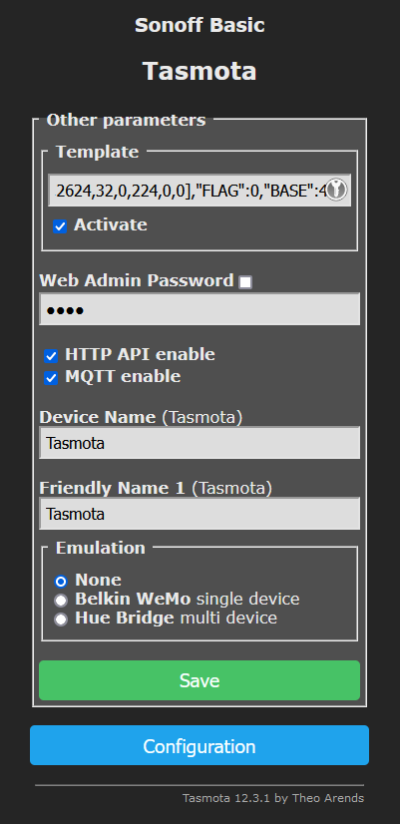 Sonoff Basic
Tasmota
Other parameters
Template
2624,32,0,224,0,0],"FLAG":0,"BASE":4
Activate
Web Admin Password
••••
HTTP API enable
MQTT enable
Device Name (Tasmota)
Tasmota
Friendly Name 1 (Tasmota)
Tasmota
Emulation
None
Belkin WeMo single device
Hue Bridge multi device
Save
Configuration
Tasmota 12.3.1 by Theo Arends